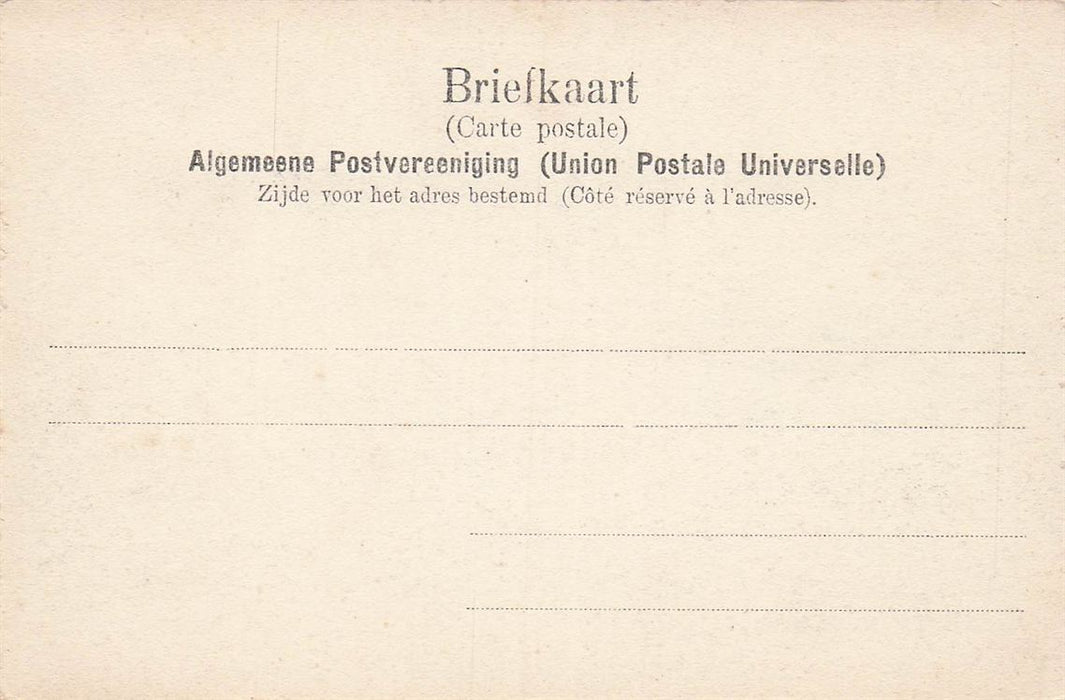 Briefkaart
(Carte postale)
Algemeene Postvereeniging (Union Postale Universelle)
Zijde voor het adres bestemd (Côté réservé à l'adresse).